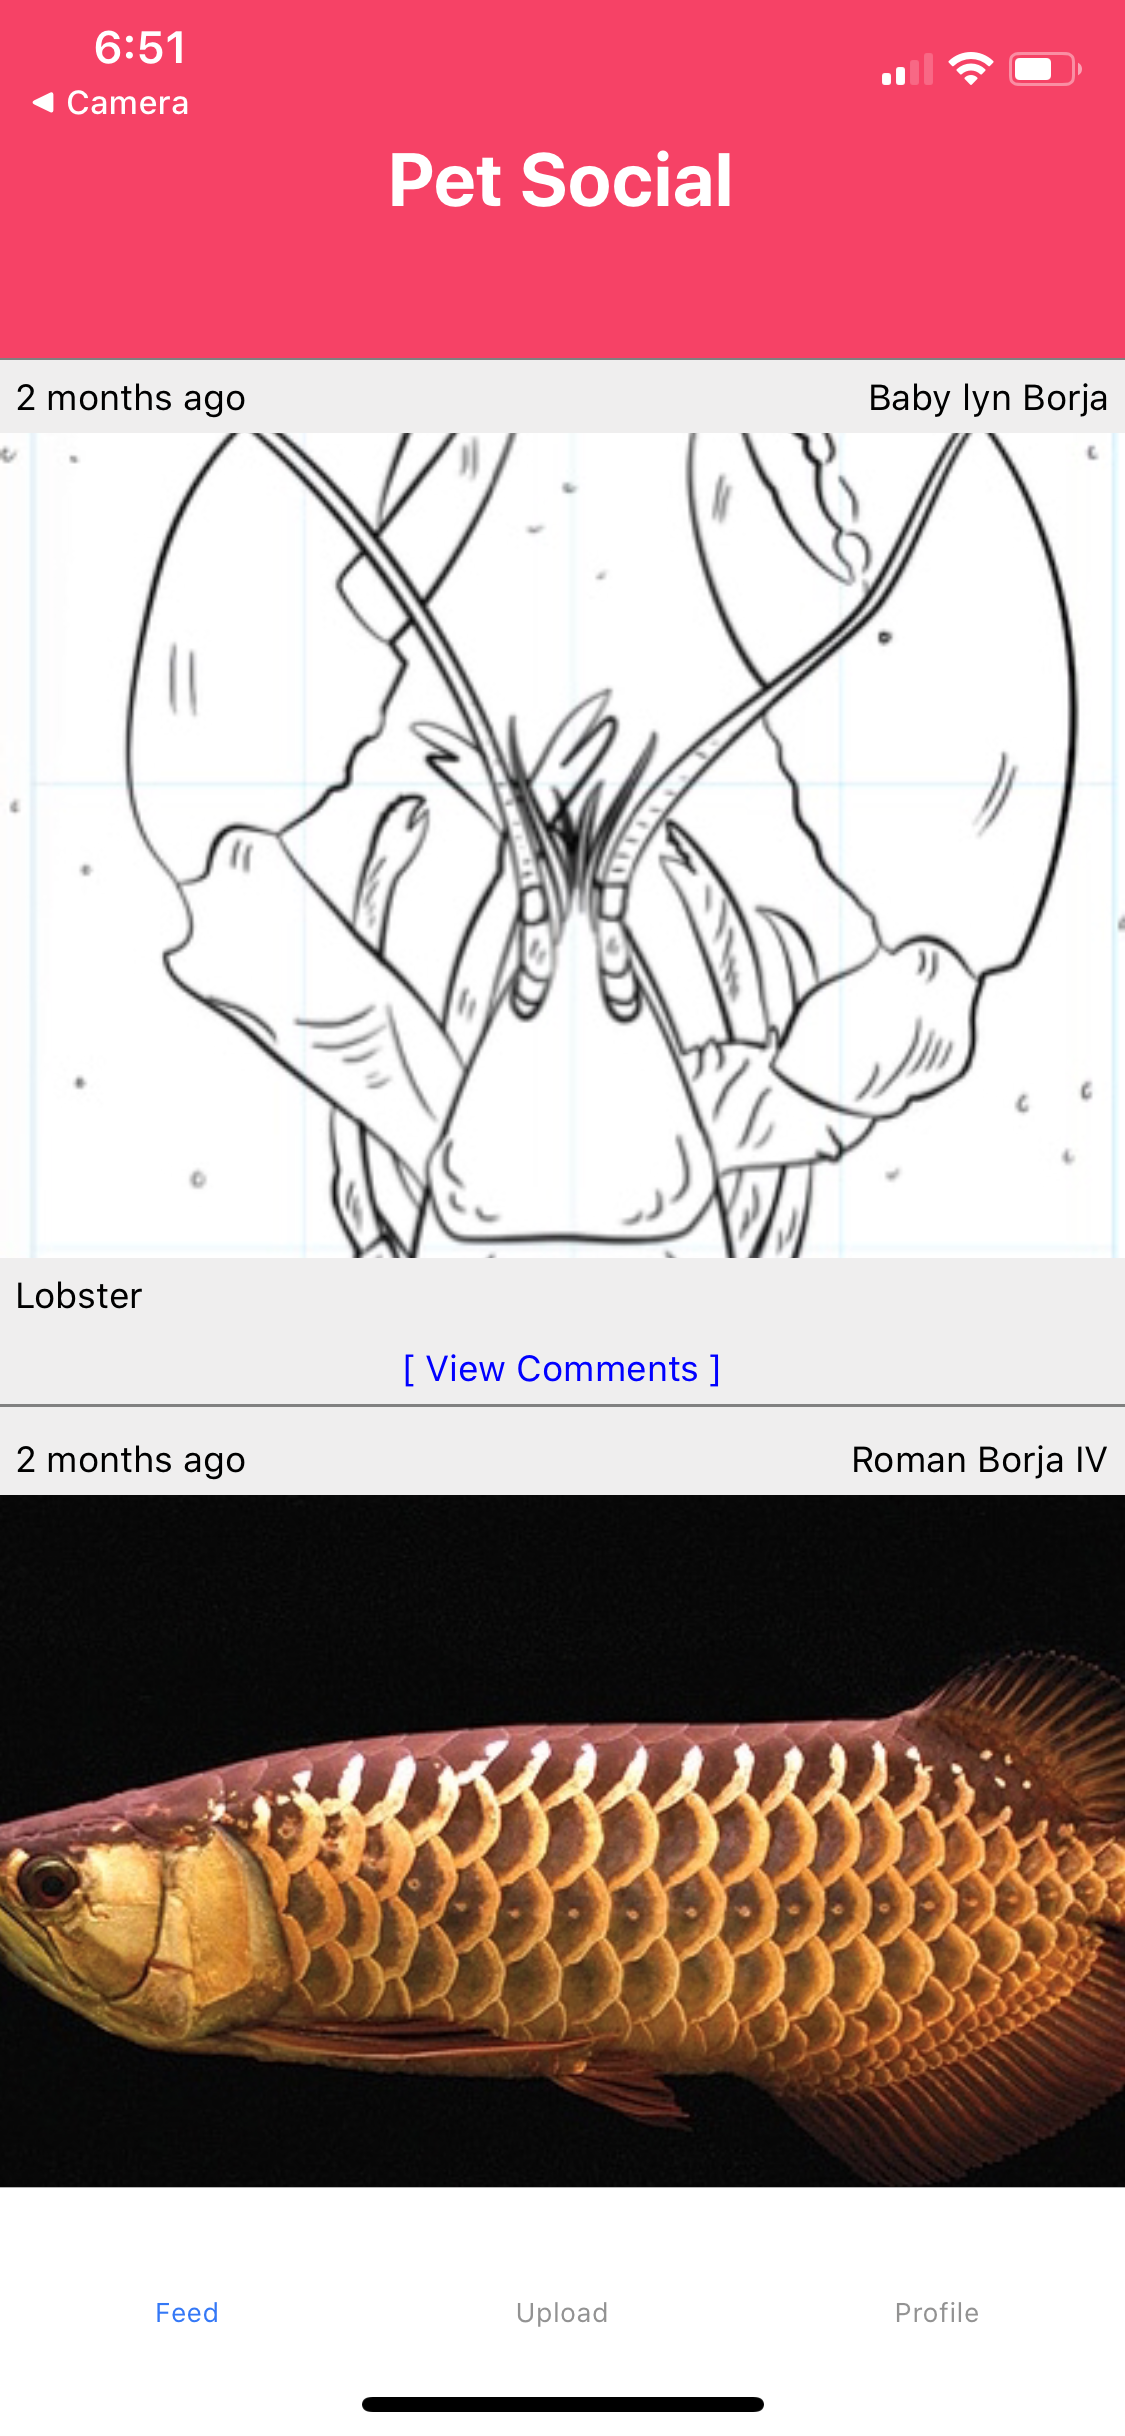 6:51
◀ Camera
Pet Social
2 months ago Baby lyn Borja
Lobster
[ View Comments ]
2 months ago Roman Borja IV
Feed Upload Profile